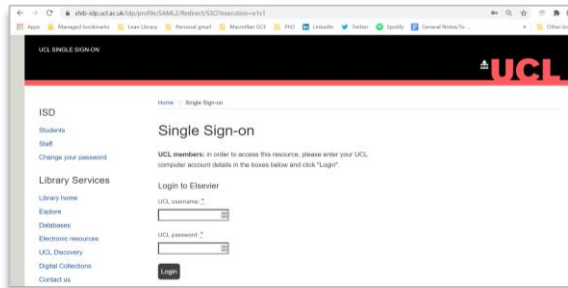 shib-idp.ucl.ac.uk/idp/profile/SAML2/Redirect/SSO?execution=e1s1
Apps Managed bookmarks Lean Library Personal gmail Macmillan GCE PhD LinkedIn Twitter Spotify General Notes/To Other bo
UCL SINGLE SIGN-ON
UCL
Home Single Sign-on
ISD
Students
Staff
Change your password
Library Services
Library home
Explore
Databases
Electronic resources
UCL Discovery
Digital Collections
Contact us
Single Sign-on
UCL members: in order to access this resource, please enter your UCL
computer account details in the boxes below and click "Login".
Login to Elsevier
UCL username: *
UCL password: *
Login